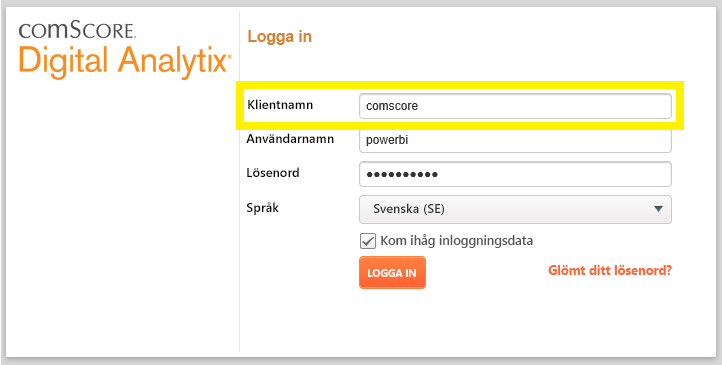 comSCORE.
Digital Analytix®
Logga in
Klientnamn comscore
Användarnamn powerbi
Lösenord ●●●●●●●●●●
Språk Svenska (SE)
Kom ihåg inloggningsdata
LOGGA IN Glömt ditt lösenord?